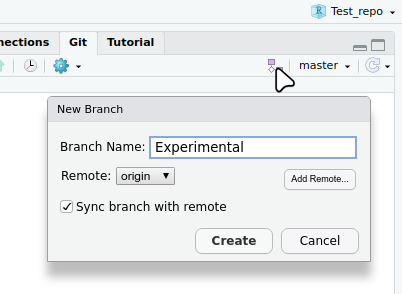 Test_repo
nnections Git Tutorial
master
New Branch
Branch Name: Experimental
Remote: origin Add Remote...
Sync branch with remote
Create Cancel